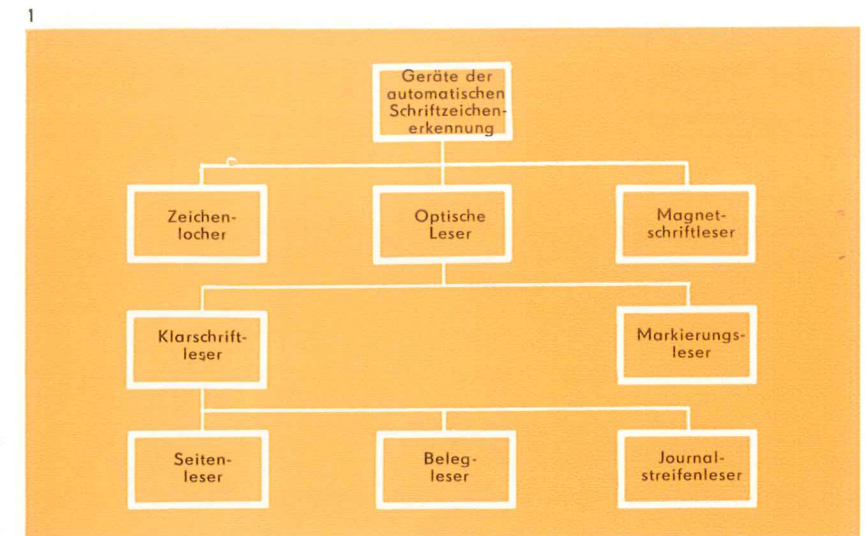 1
Geräte der
automatischen
Schriftzeichen-
erkennung
Zeichen-
locher
Optische
Leser
Magnet-
schriftleser
Klarschrift-
leser
Markierungs-
leser
Seiten-
leser
Beleg-
leser
Journal-
streifenleser